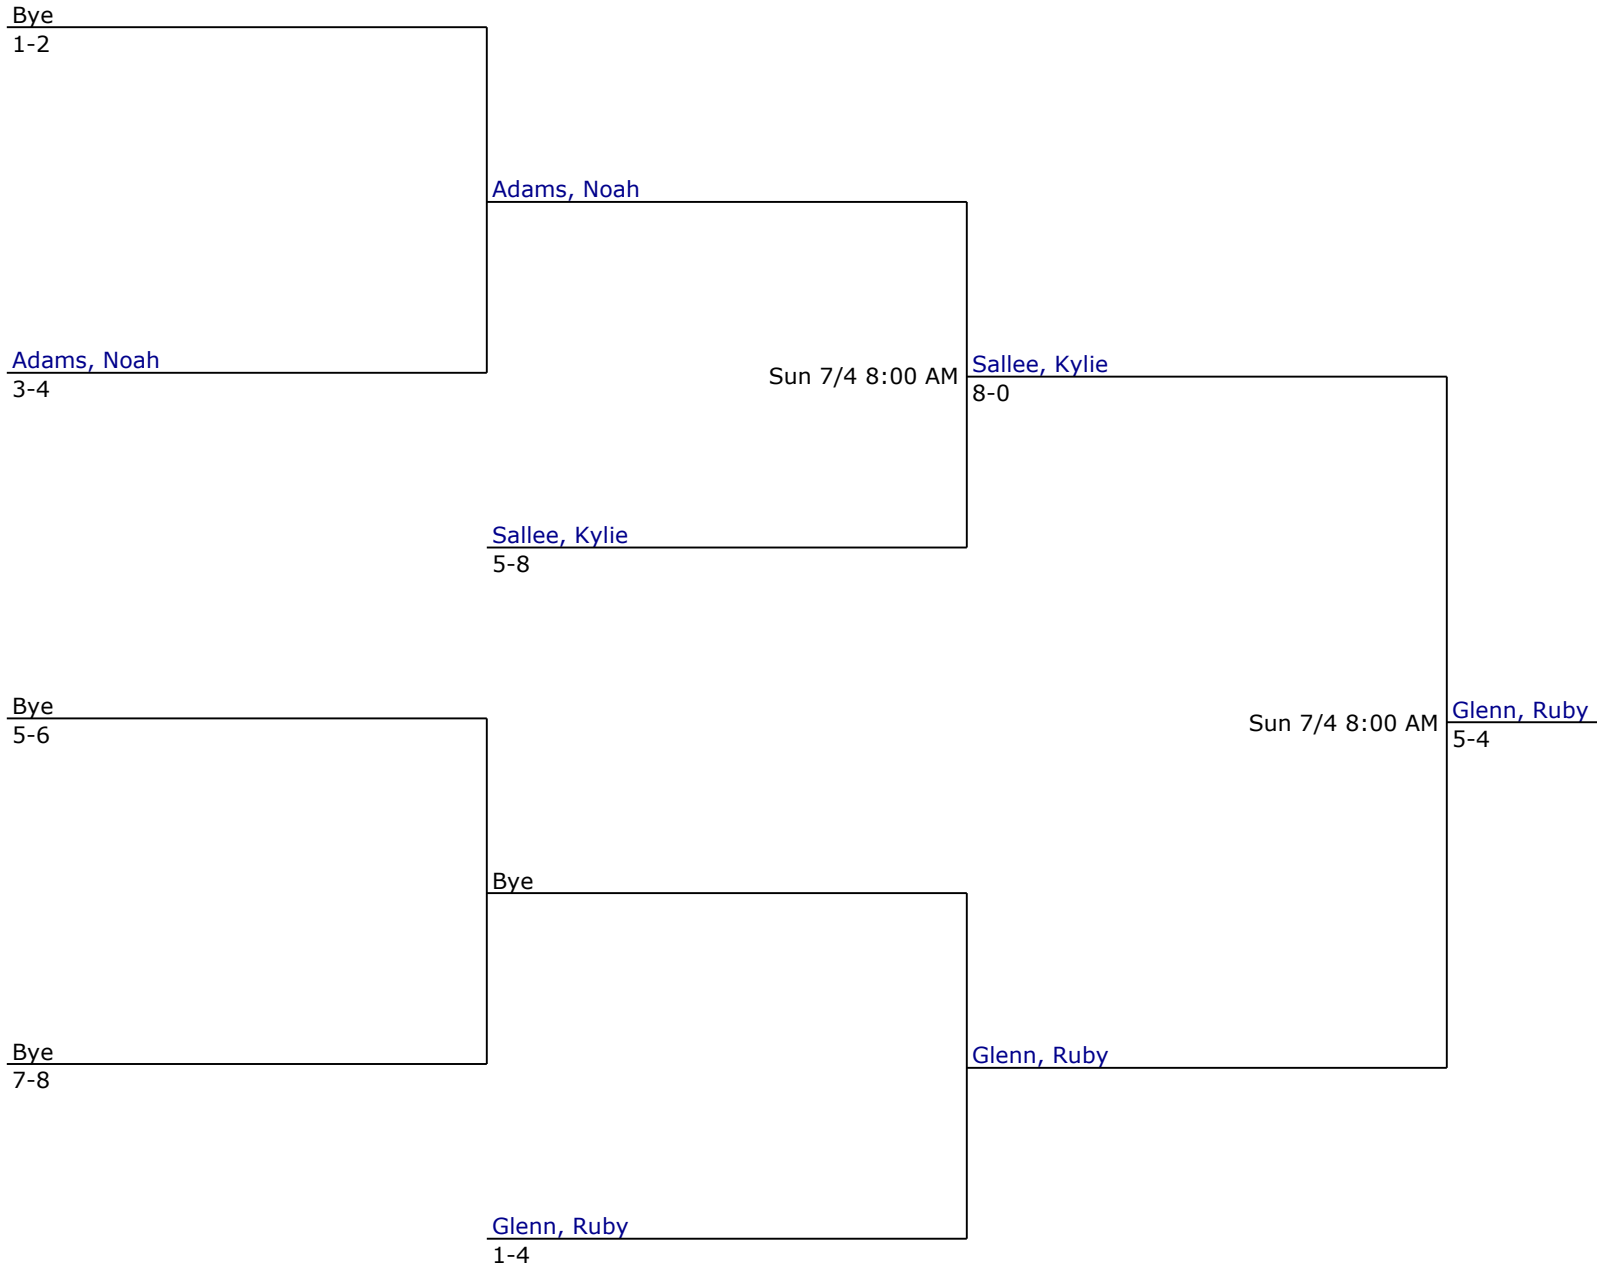 Bye
1-2
Adams, Noah
Adams, Noah
3-4
Sun 7/4 8:00 AM
Sallee, Kylie
8-0
Sallee, Kylie
5-8
Bye
5-6
Sun 7/4 8:00 AM
Glenn, Ruby
5-4
Bye
Bye
7-8
Glenn, Ruby
Glenn, Ruby
1-4